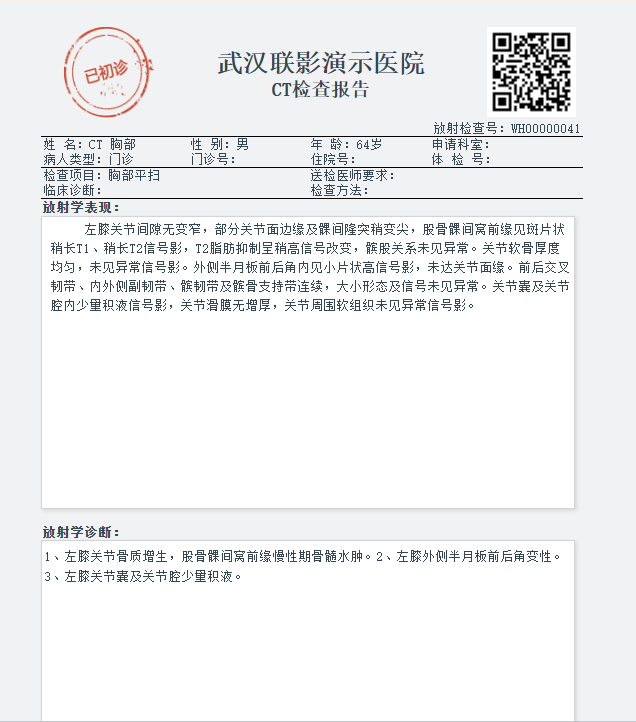 已初诊
武汉联影演示医院
CT检查报告
放射检查号：WH00000041
姓 名：CT 胸部 性 别：男 年 龄：64岁 申请科室：
病人类型：门诊 门诊号： 住院号： 体 检 号：
检查项目：胸部平扫 送检医师要求：
临床诊断： 检查方法：
放射学表现：
左膝关节间隙无变窄，部分关节面边缘及髁间隆突稍变尖，股骨髁间窝前缘见斑片状
稍长T1、稍长T2信号影，T2脂肪抑制呈稍高信号改变，髌股关系未见异常。关节软骨厚度
均匀，未见异常信号影。外侧半月板前后角内见小片状高信号影，未达关节面缘。前后交叉
韧带、内外侧副韧带、髌韧带及髌骨支持带连续，大小形态及信号未见异常。关节囊及关节
腔内少量积液信号影，关节滑膜无增厚，关节周围软组织未见异常信号影。
放射学诊断：
1、左膝关节骨质增生，股骨髁间窝前缘慢性期骨髓水肿。2、左膝外侧半月板前后角变性。
3、左膝关节囊及关节腔少量积液。